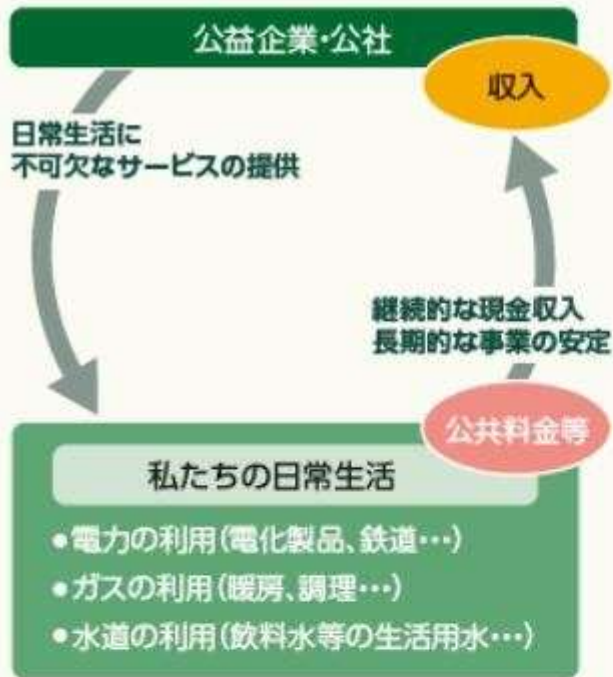 公益企業・公社
収入
日常生活に
不可欠なサービスの提供
継続的な現金収入
長期的な事業の安定
公共料金等
私たちの日常生活
●電力の利用(電化製品、鉄道…)
●ガスの利用(暖房、調理…)
●水道の利用(飲料水等の生活用水…)